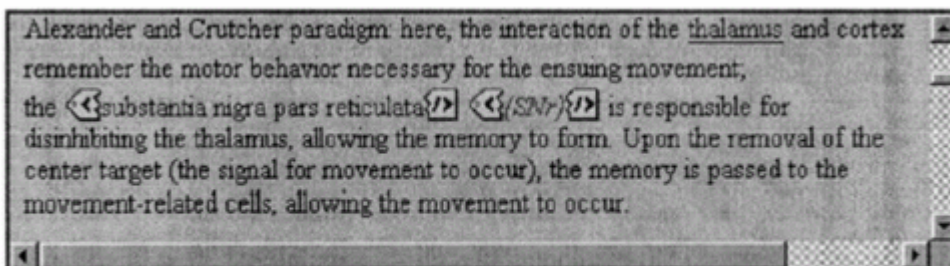 Alexander and Crutcher paradigm: here, the interaction of the thalamus and cortex
remember the motor behavior necessary for the ensuing movement;
the <substantia nigra pars reticulata/> <(SNr)/> is responsible for
disinhibiting the thalamus, allowing the memory to form. Upon the removal of the
center target (the signal for movement to occur), the memory is passed to the
movement-related cells, allowing the movement to occur.